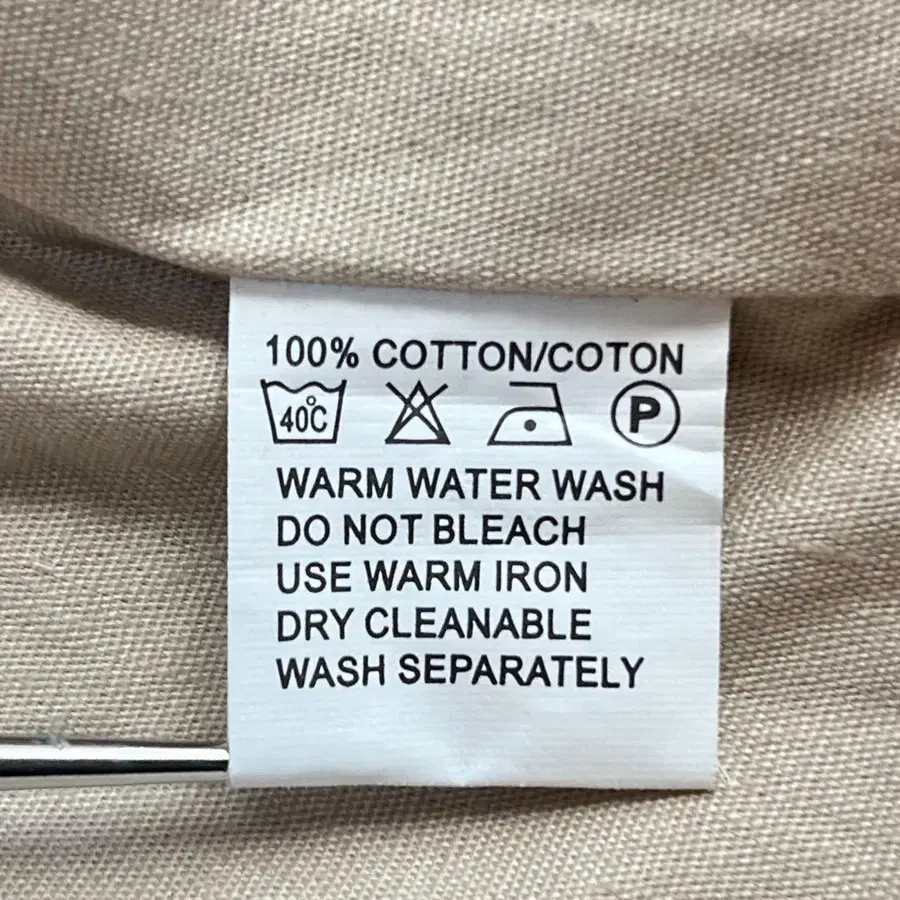 100% COTTON/COTON
40°C P
WARM WATER WASH
DO NOT BLEACH
USE WARM IRON
DRY CLEANABLE
WASH SEPARATELY